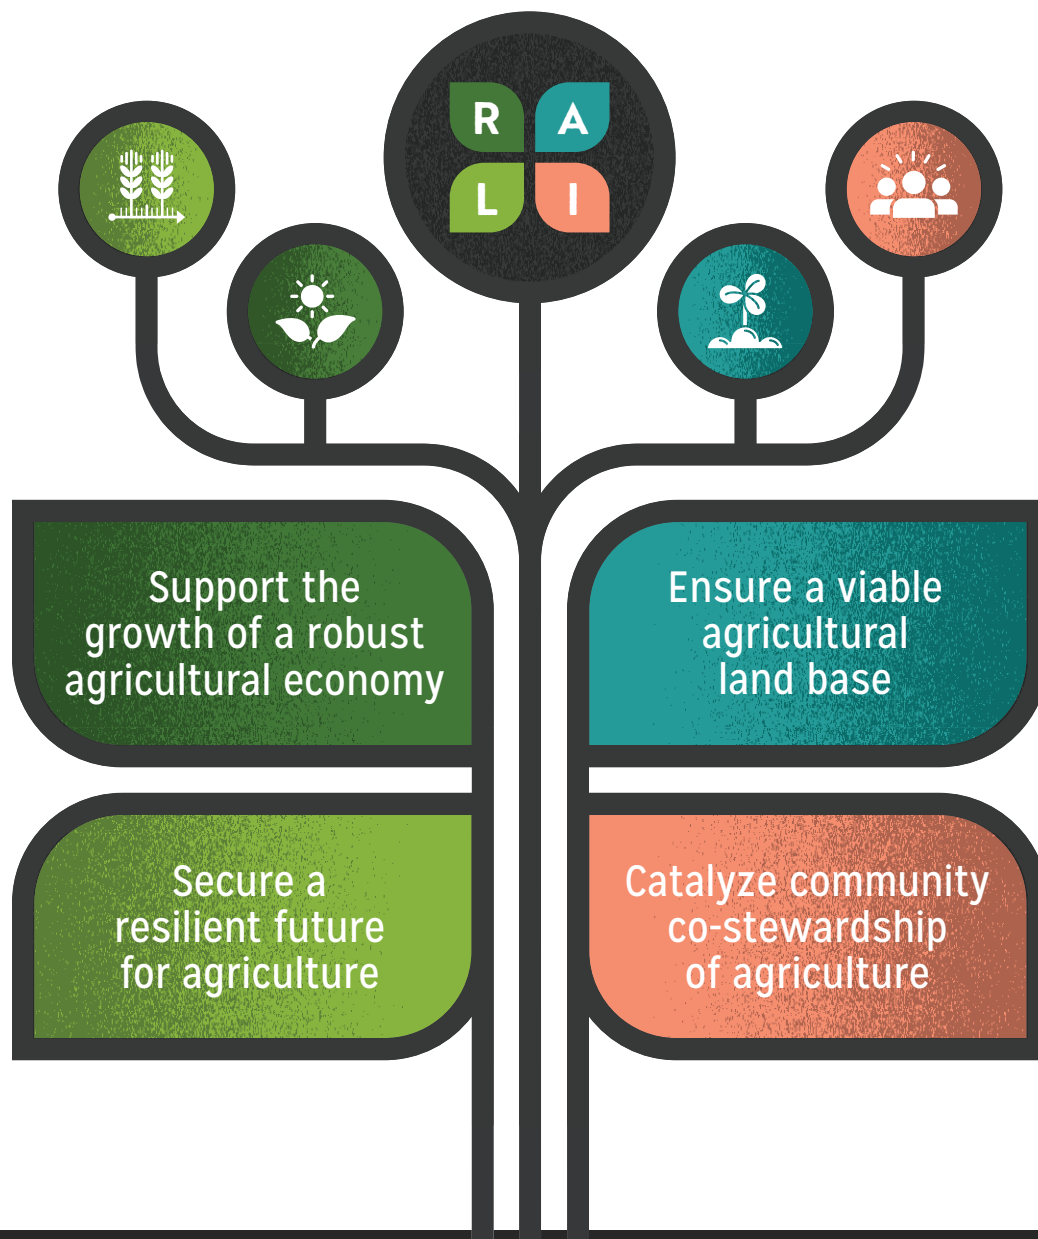 R A
L I
Support the
growth of a robust
agricultural economy
Ensure a viable
agricultural
land base
Secure a
resilient future
for agriculture
Catalyze community
co-stewardship
of agriculture